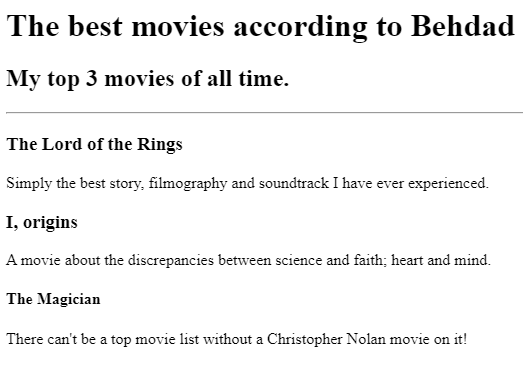 The best movies according to Behdad
My top 3 movies of all time.
The Lord of the Rings
Simply the best story, filmography and soundtrack I have ever experienced.
I, origins
A movie about the discrepancies between science and faith; heart and mind.
The Magician
There can't be a top movie list without a Christopher Nolan movie on it!